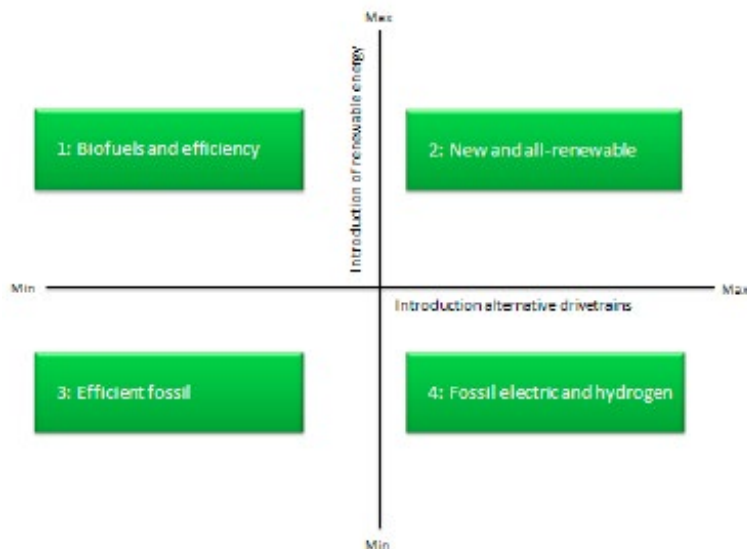 Max
Introduction of renewable energy
1: Biofuels and efficiency
2: New and all-renewable
Min
Max
Introduction alternative drivetrains
3: Efficient fossil
4: Fossil electric and hydrogen
Min